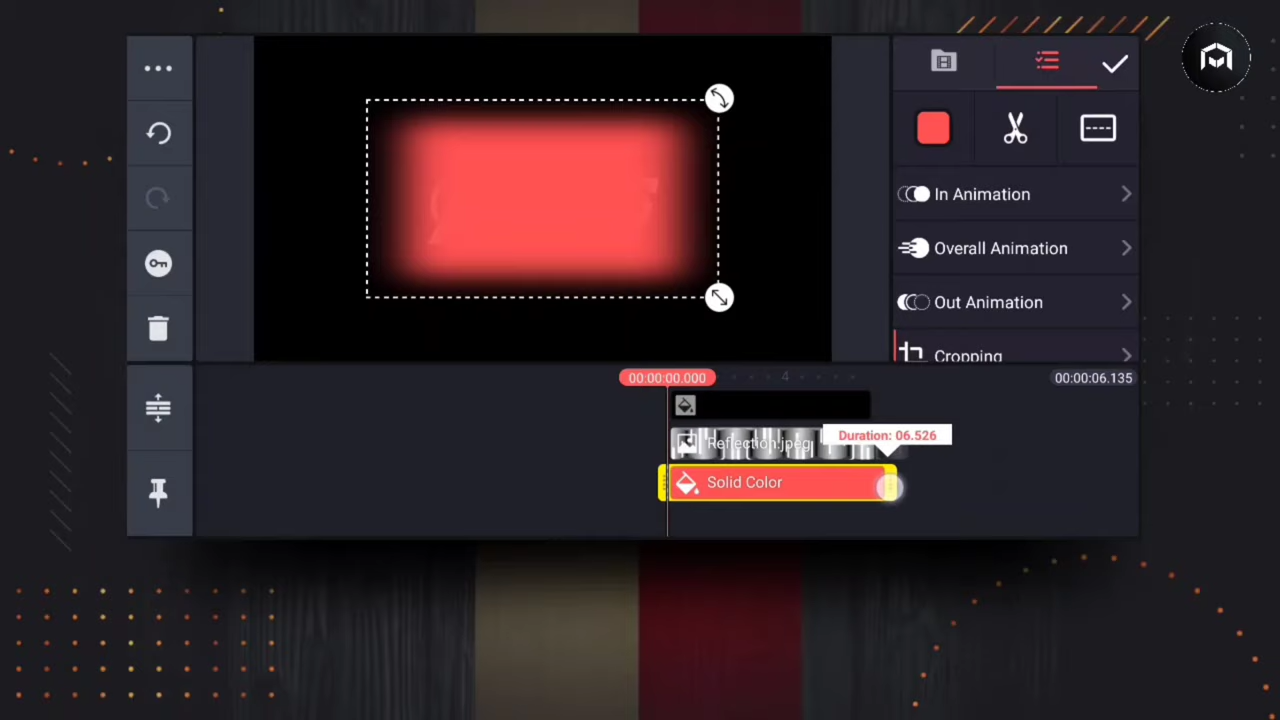 In Animation
Overall Animation
Out Animation
Cropping
00:00:00.000
4
00:00:06.135
Duration: 06.526
Reflection.jpeg
Solid Color